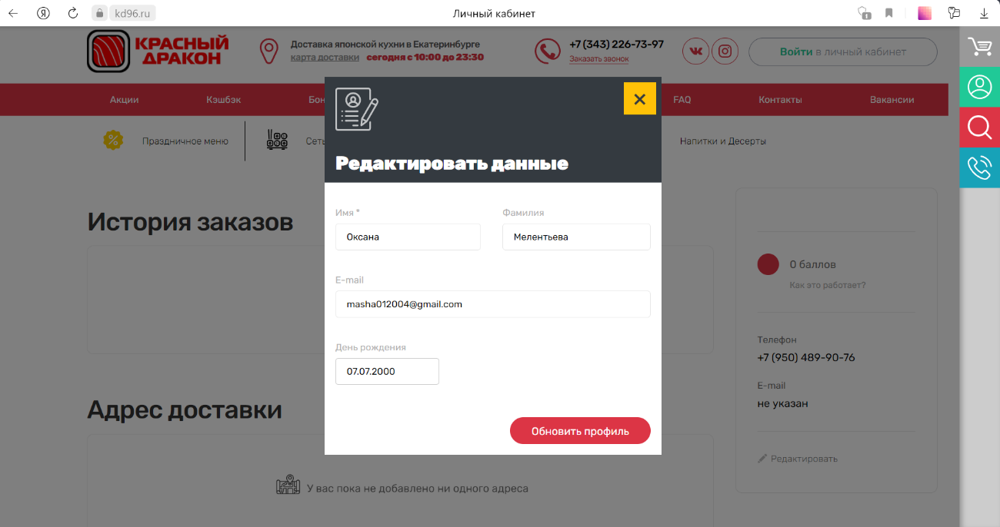 kd96.ru
Личный кабинет
1
КРАСНЫЙ
ДРАКОН
Доставка японской кухни в Екатеринбурге
карта доставки сегодня с 10:00 до 23:30
+7 (343) 226-73-97
Заказать звонок
Войти в личный кабинет
Акции
Кэшбэк
Бон
FAQ
Контакты
Вакансии
Праздничное меню
Сеты
Напитки и Десерты
Редактировать данные
Имя *
Фамилия
Оксана
Мелентьева
E-mail
masha012004@gmail.com
День рождения
07.07.2000
Обновить профиль
История заказов
Адрес доставки
У вас пока не добавлено ни одного адреса
0 баллов
Как это работает?
Телефон
+7 (950) 489-90-76
E-mail
не указан
Редактировать